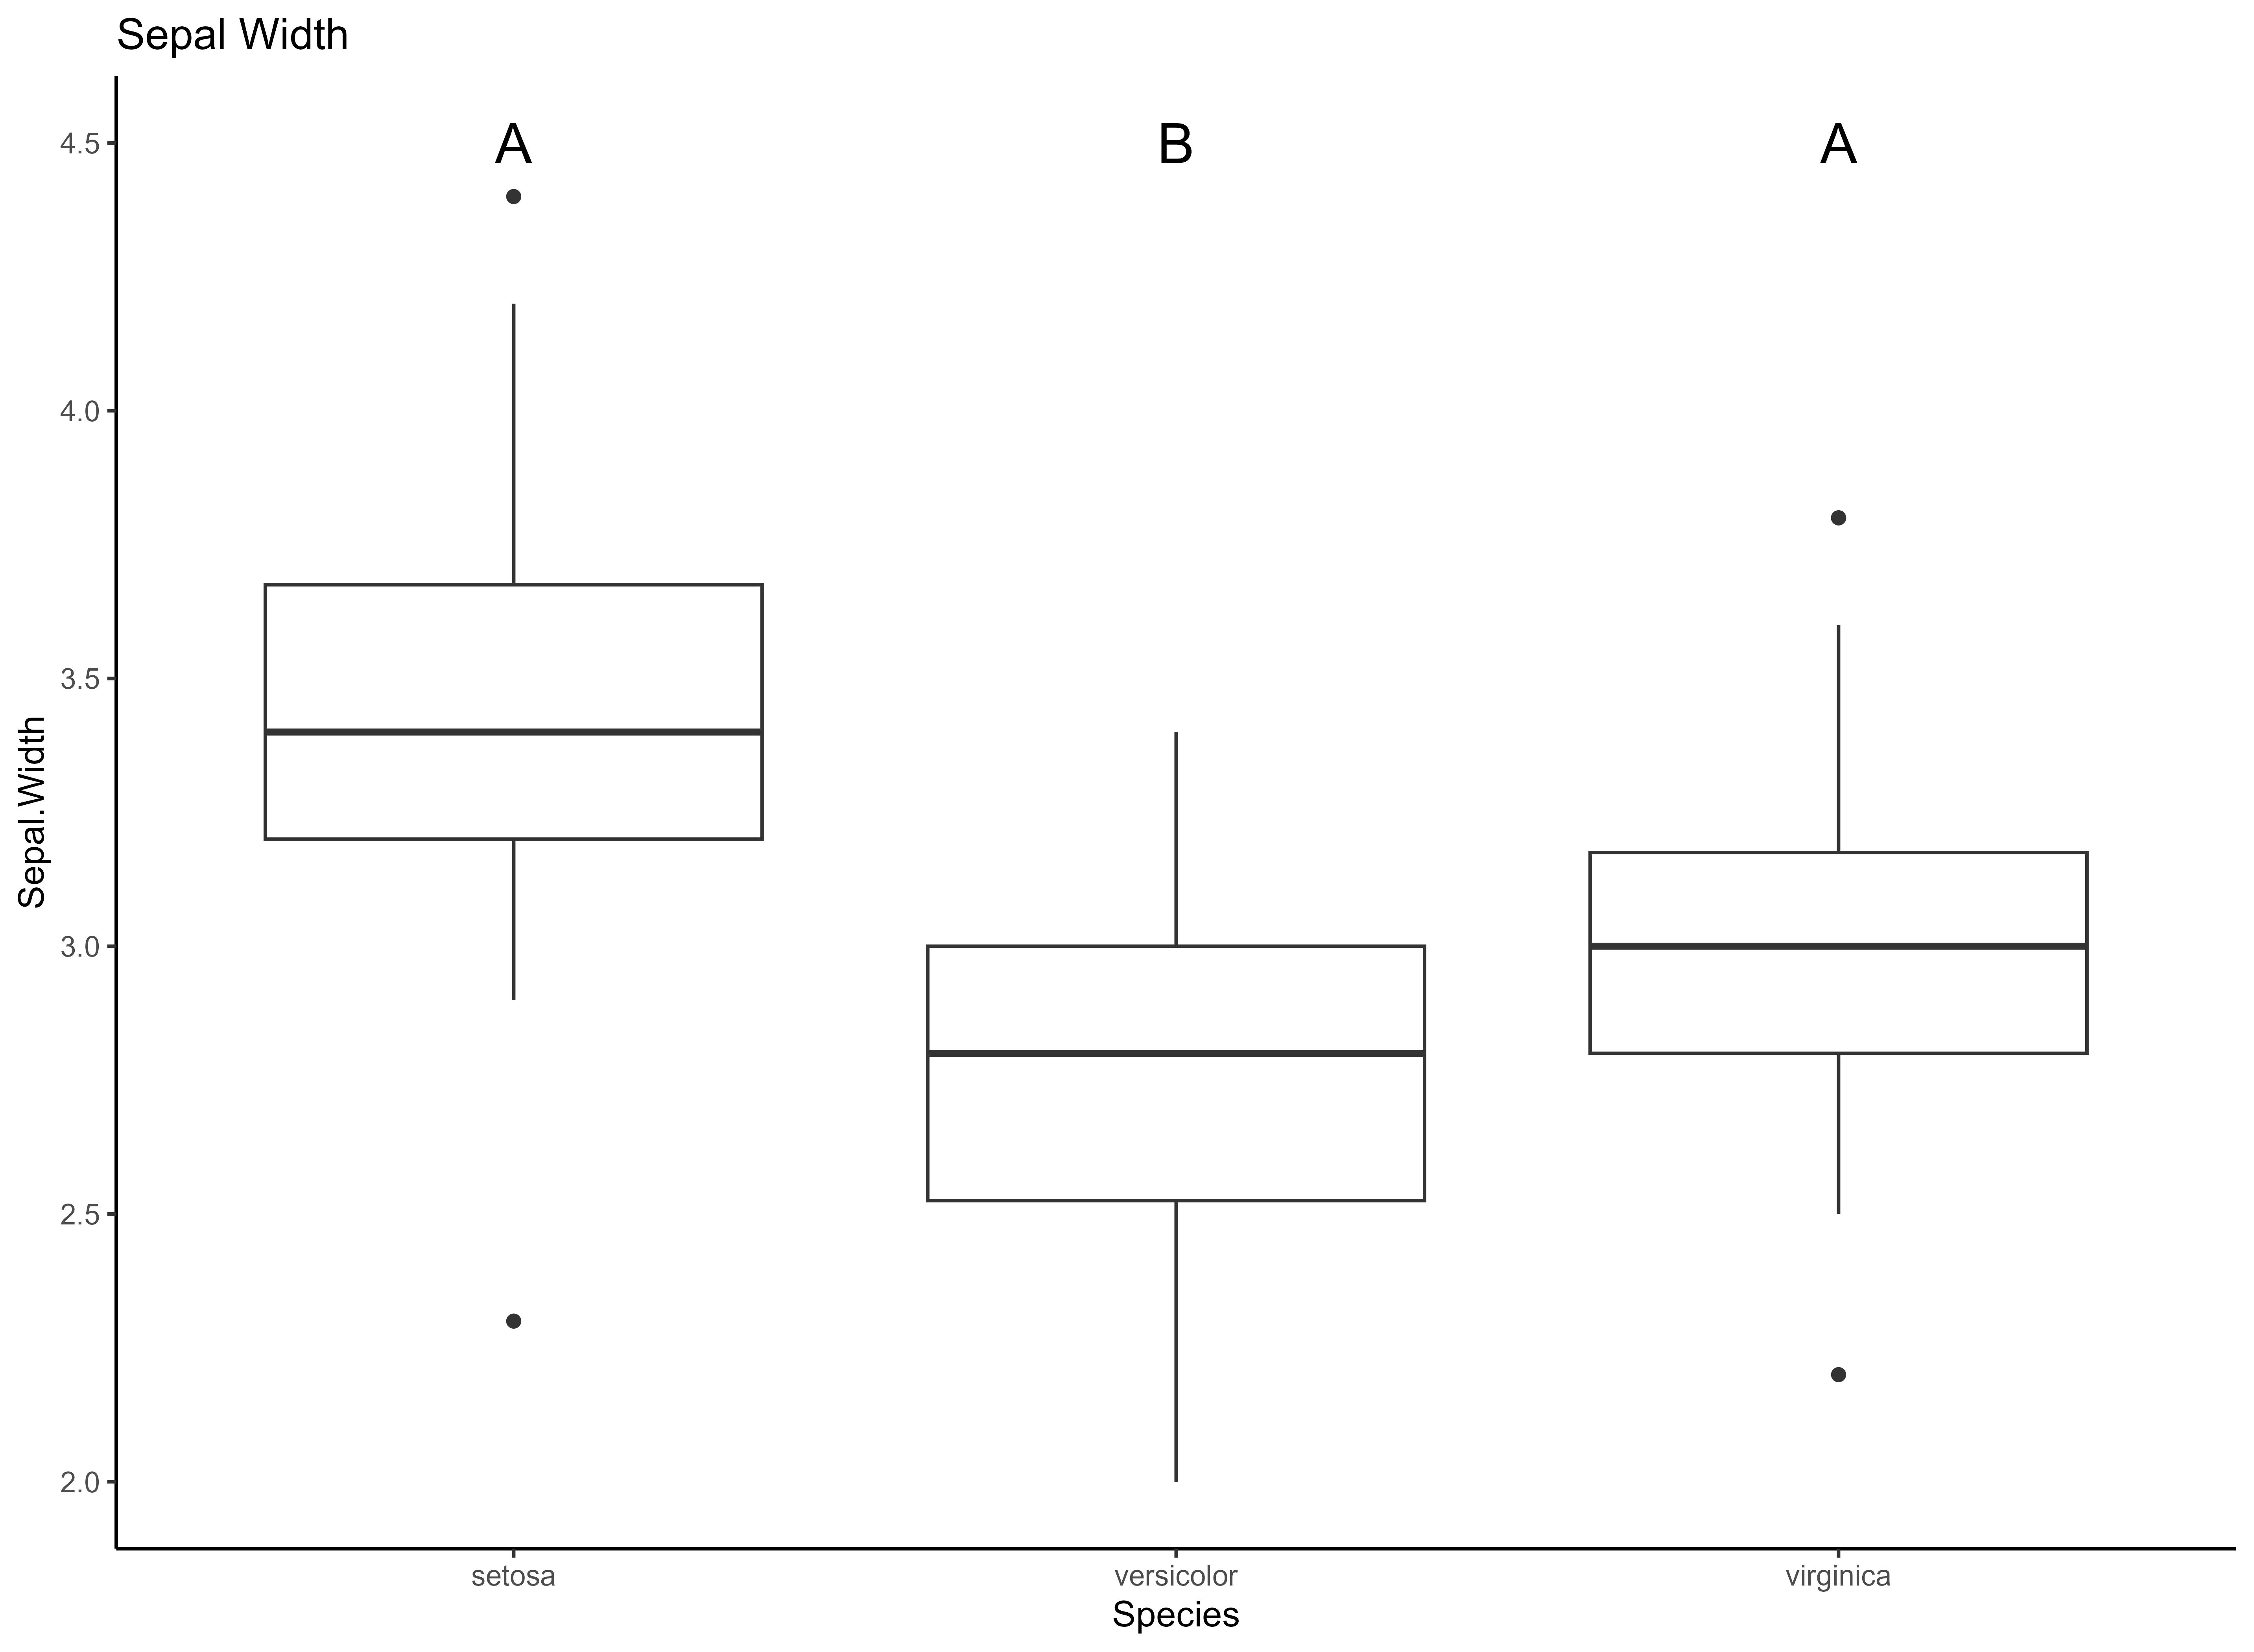 Sepal Width
A B A
4.5
4.0
3.5
3.0
2.5
2.0
Sepal.Width
setosa versicolor virginica
Species